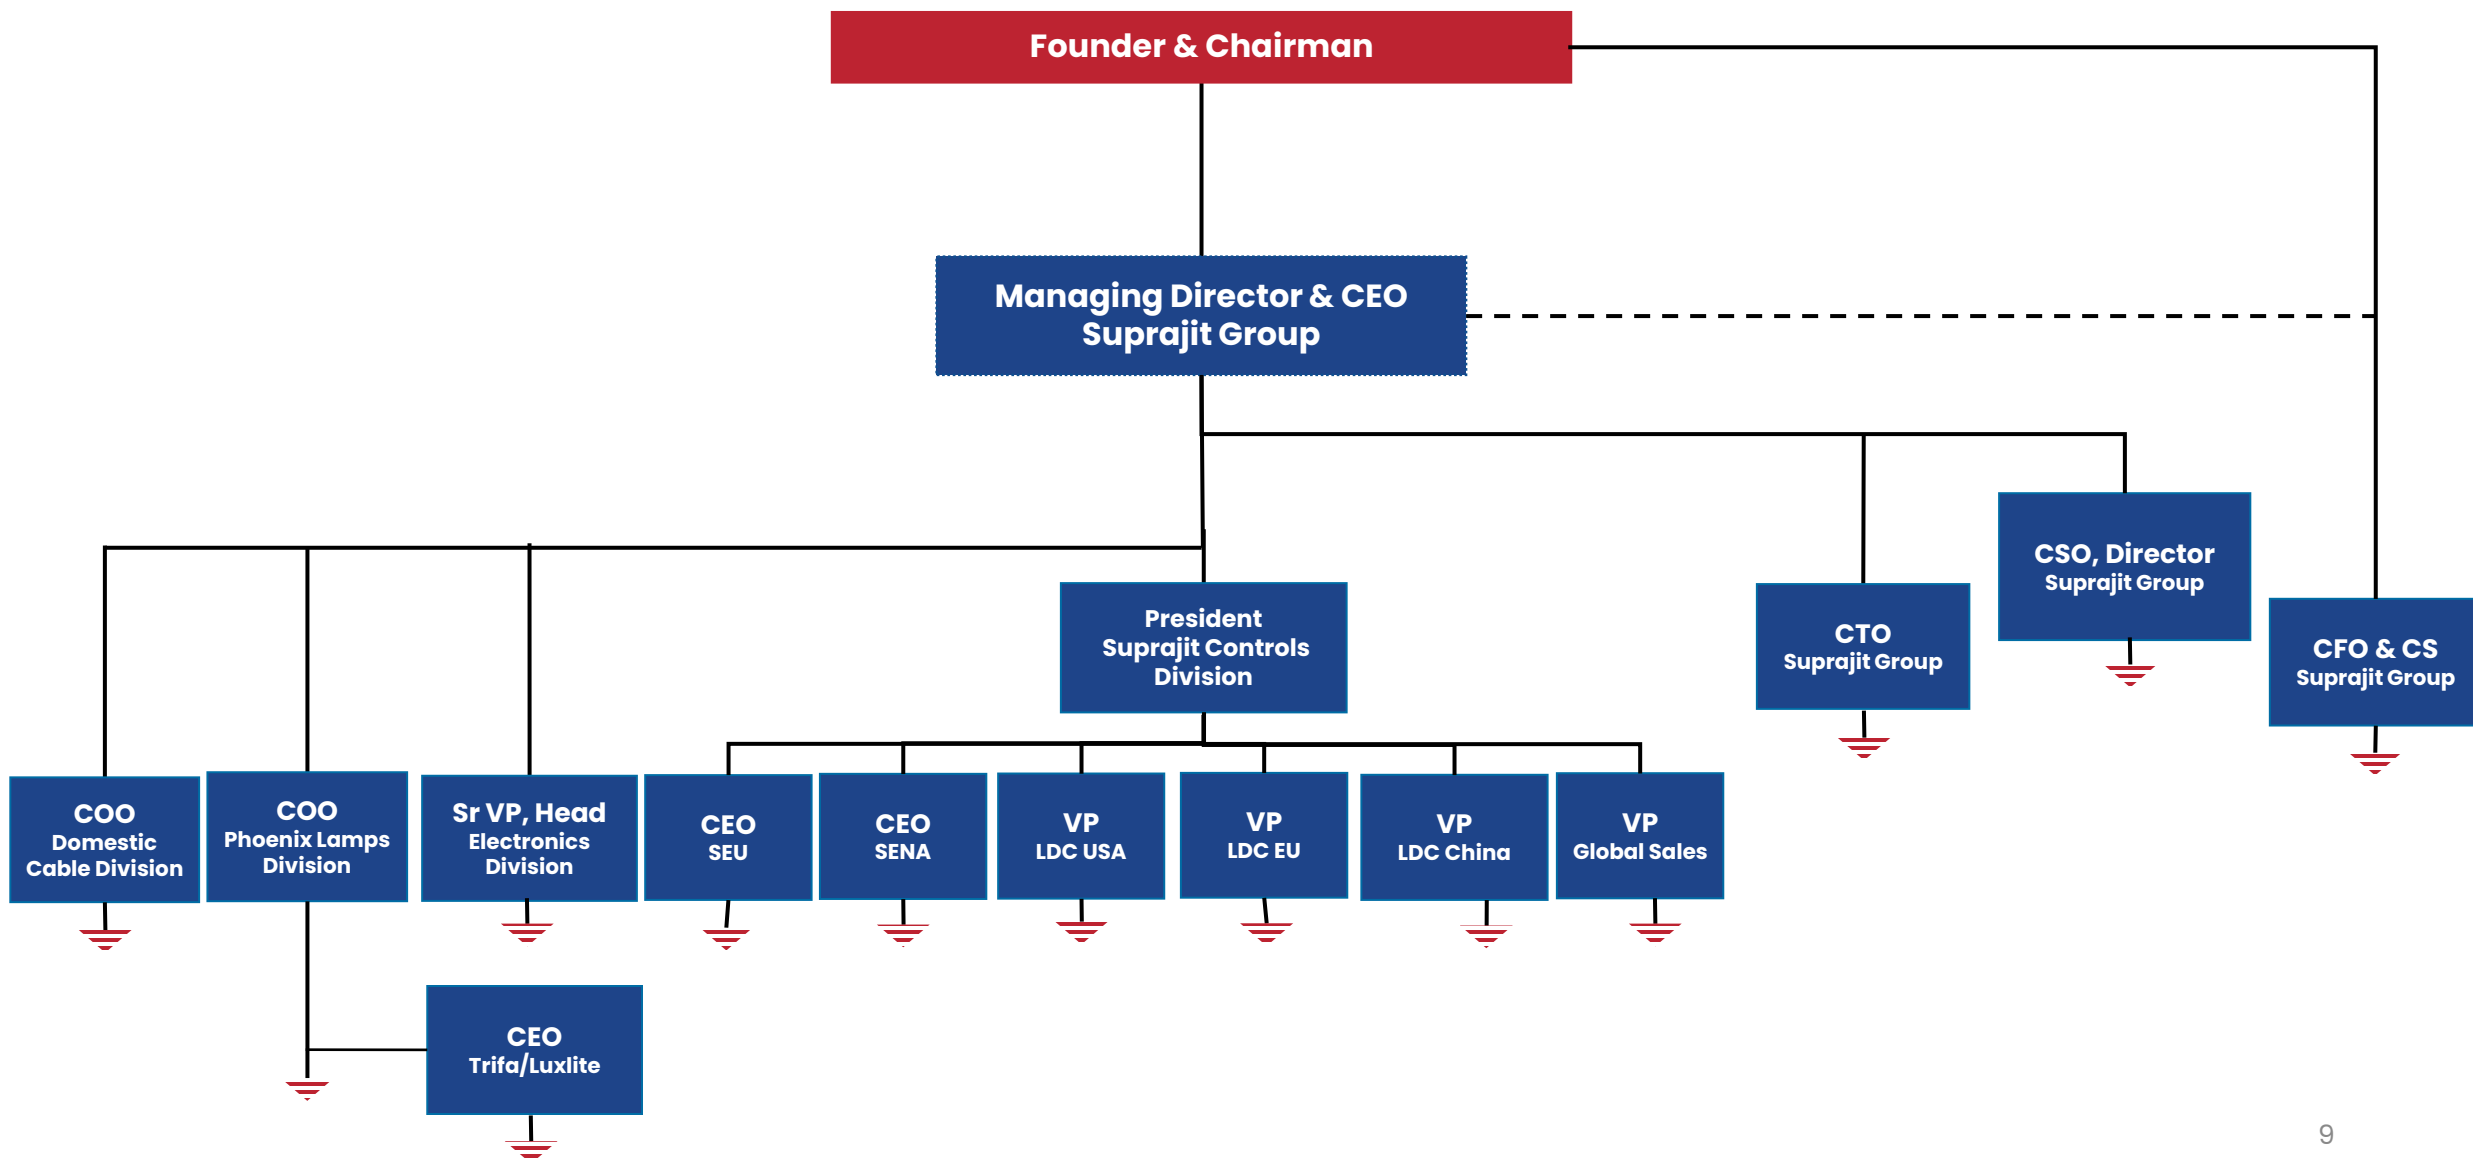 Founder & Chairman
Managing Director & CEO
Suprajit Group
CSO, Director
Suprajit Group
President
Suprajit Controls
Division
CTO
Suprajit Group
CFO & CS
Suprajit Group
COO
Domestic
Cable Division
COO
Phoenix Lamps
Division
Sr VP, Head
Electronics
Division
CEO
SEU
CEO
SENA
VP
LDC USA
VP
LDC EU
VP
LDC China
VP
Global Sales
CEO
Trifa/Luxlite
9